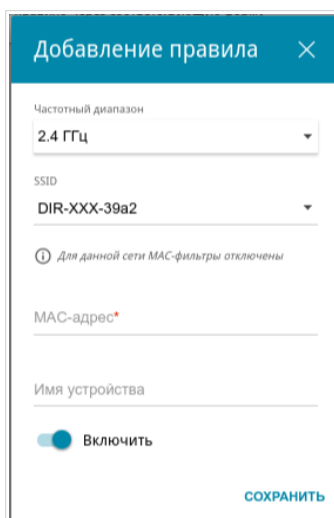 Добавление правила
Частотный диапазон
2.4 ГГц
SSID
DIR-XXX-39a2
Для данной сети MAC-фильтры отключены
MAC-адрес*
Имя устройства
Включить
СОХРАНИТЬ